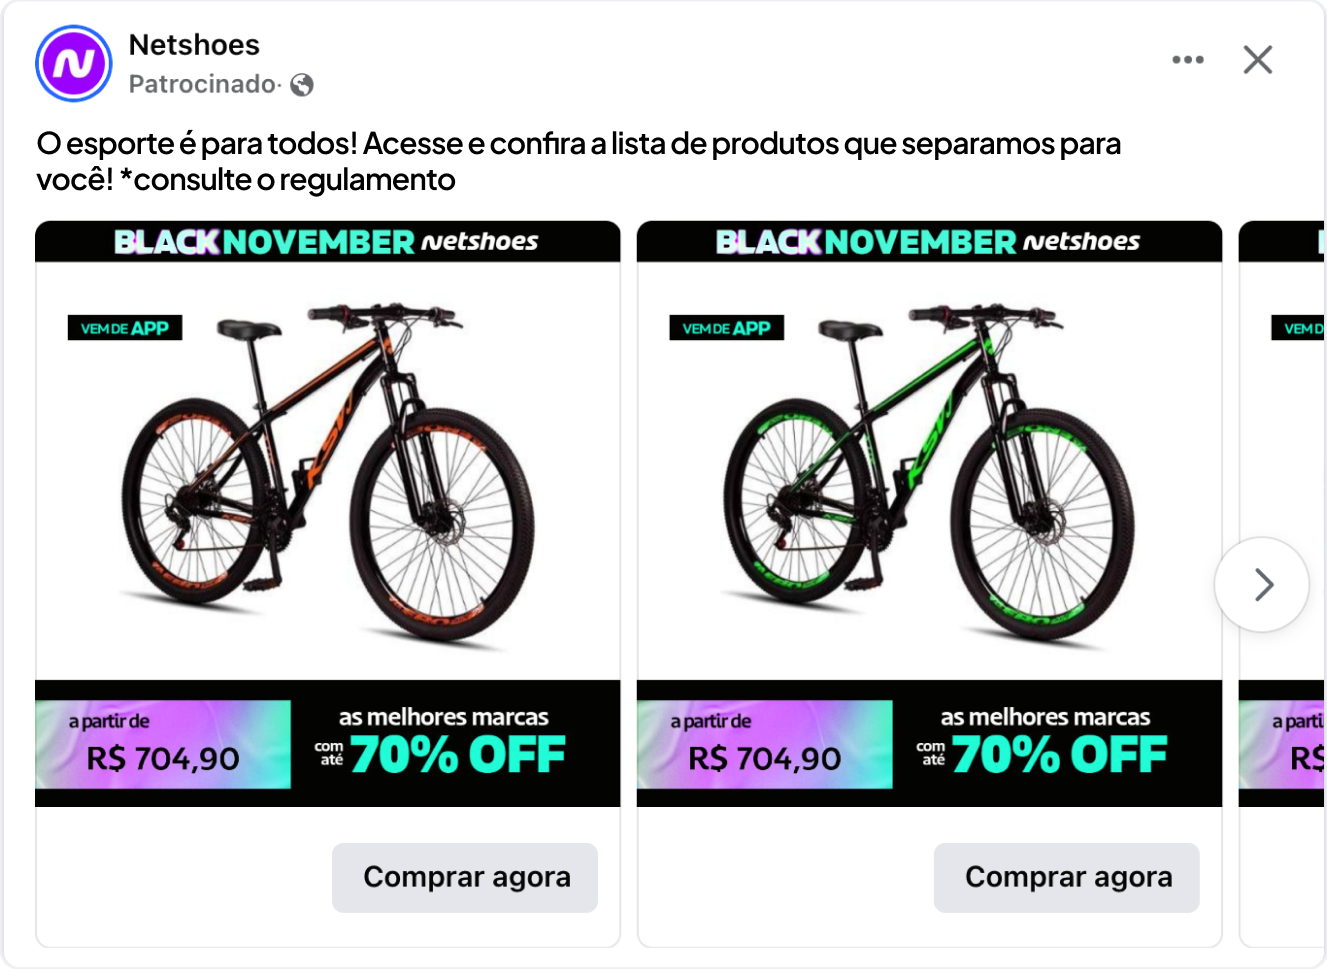 Netshoes
Patrocinado·
O esporte é para todos! Acesse e confira a lista de produtos que separamos para
você! *consulte o regulamento
BLACK NOVEMBER netshoes
VEM DE APP
KSW
a partir de
R$ 704,90
as melhores marcas
com até 70% OFF
Comprar agora
BLACK NOVEMBER netshoes
VEM DE APP
KSW
a partir de
R$ 704,90
as melhores marcas
com até 70% OFF
Comprar agora
VEM D
a parti
R$